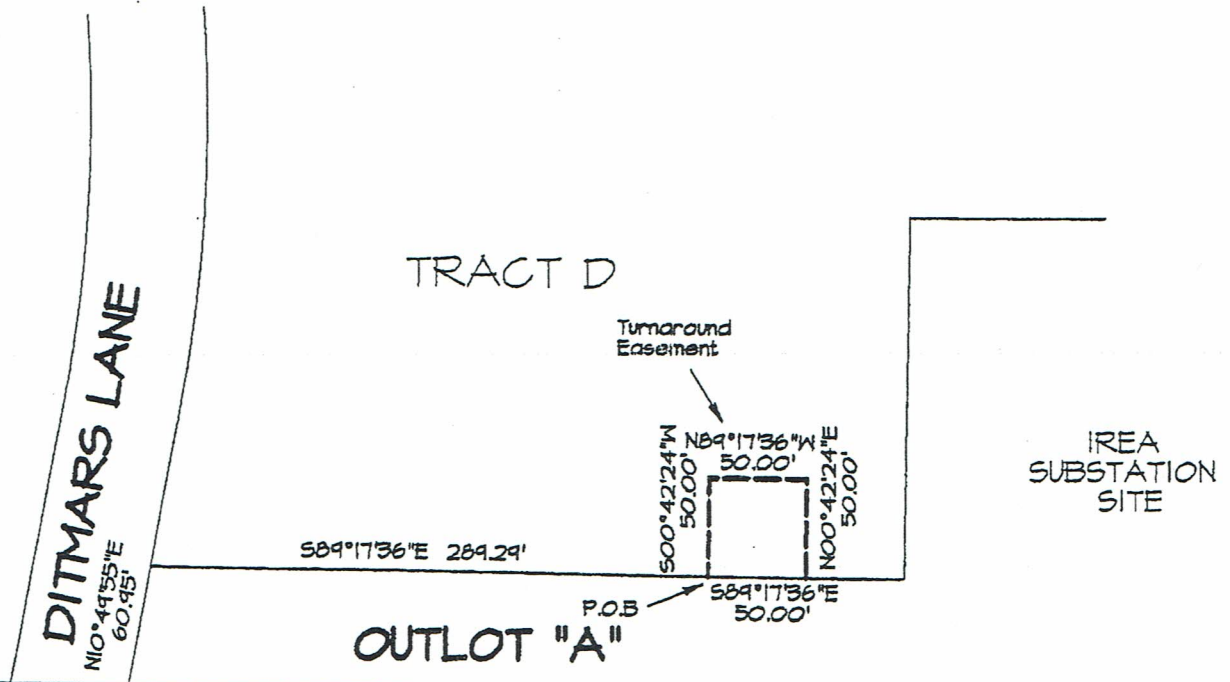 TRACT D
Turnaround
Easement
IREA
SUBSTATION
SITE
DITMARS LANE
N10°49'55"E
60.95'
S89°17'36"E 289.29'
S00°42'24"W
50.00'
N89°17'36"W
50.00'
N00°42'24"E
50.00'
S89°17'36"E
50.00'
P.O.B
OUTLOT "A"